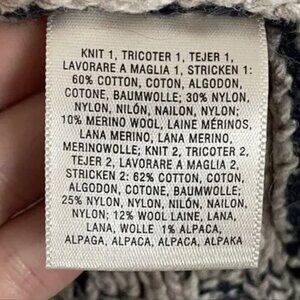 KNIT 1, TRICOTER 1, TEJER 1,
LAVORARE A MAGLIA 1, STRICKEN 1:
60% COTTON, COTON, ALGODON,
COTONE, BAUMWOLLE; 30% NYLON,
NYLON, NILÓN, NAILON, NYLON;
10% MERINO WOOL, LAINE MÉRINOS,
LANA MERINO, LANA MERINO,
MERINOWOLLE; KNIT 2, TRICOTER 2,
TEJER 2, LAVORARE A MAGLIA 2,
STRICKEN 2: 62% COTTON, COTON,
ALGODON, COTONE, BAUMWOLLE;
25% NYLON, NYLON, NILÓN, NAILON,
NYLON; 12% WOOL LAINE, LANA,
LANA, WOLLE 1% ALPACA,
ALPAGA, ALPACA, ALPACA, ALPAKA